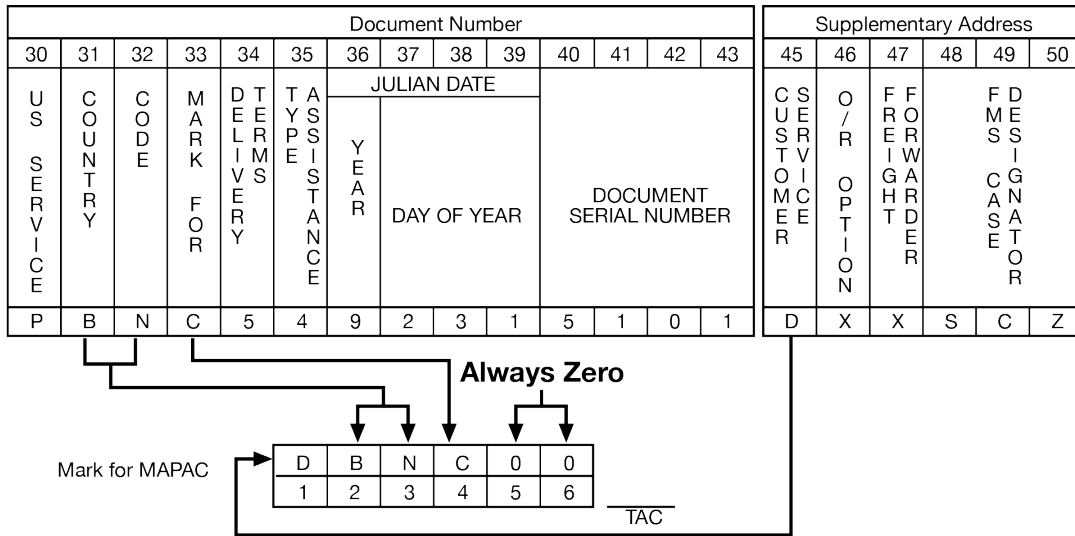 Document Number
Supplementary Address
30 31 32 33 34 35 36 37 38 39 40 41 42 43
45 46 47 48 49 50
US SERVICE
COUNTRY
CODE
MARK FOR
DELIVERY
TERMS
TYPE
ASSISTANCE
JULIAN DATE
YEAR
DAY OF YEAR
DOCUMENT
SERIAL NUMBER
CUSTOMER
SERVICE
O/R OPTION
FREIGHT
FORWARDER
FMS CASE
DESIGNATOR
P B N C 5 4 9 2 3 1 5 1 0 1
D X X S C Z
Always Zero
Mark for MAPAC
D B N C 0 0
1 2 3 4 5 6
TAC